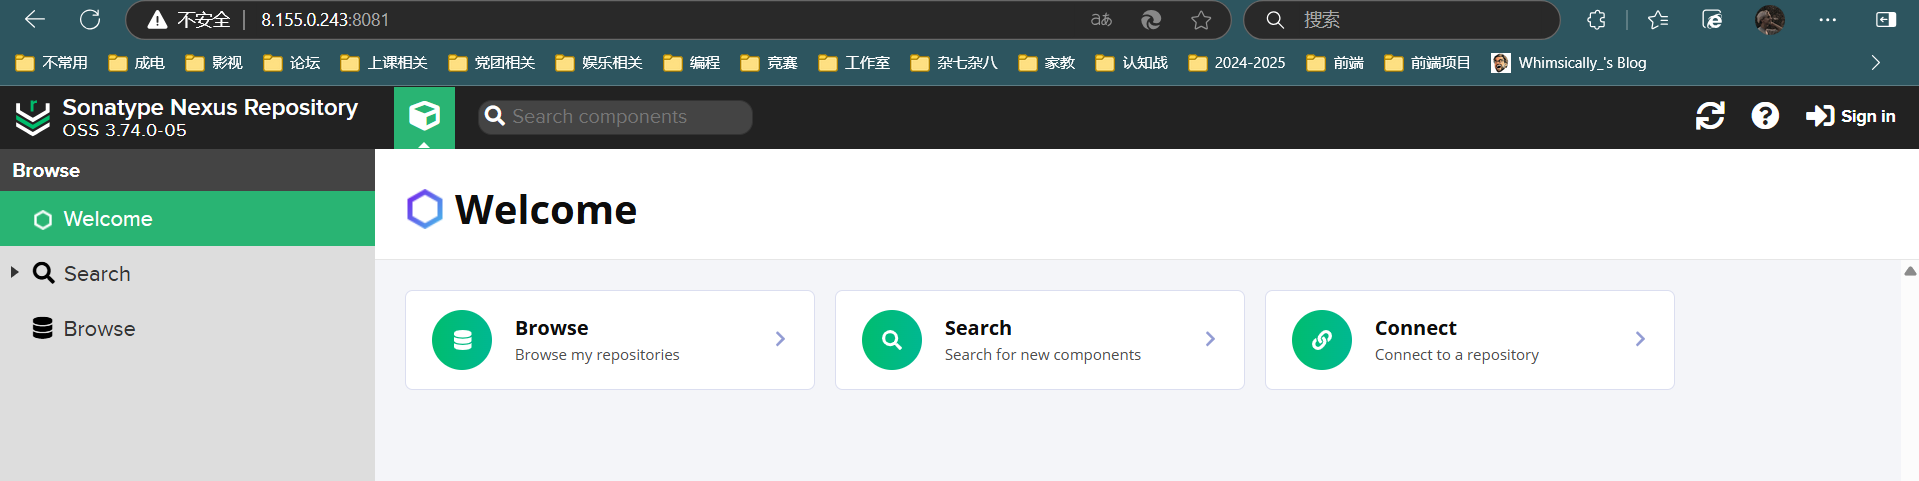 不安全 8.155.0.243:8081 aあ 搜索
不常用 成电 影视 论坛 上课相关 党团相关 娱乐相关 编程 竞赛 工作室 杂七杂八 家教 认知战 2024-2025 前端 前端项目 Whimsically_'s Blog
Sonatype Nexus Repository
OSS 3.74.0-05
Search components
Sign in
Browse
Welcome
Search
Browse
Welcome
Browse
Browse my repositories
Search
Search for new components
Connect
Connect to a repository